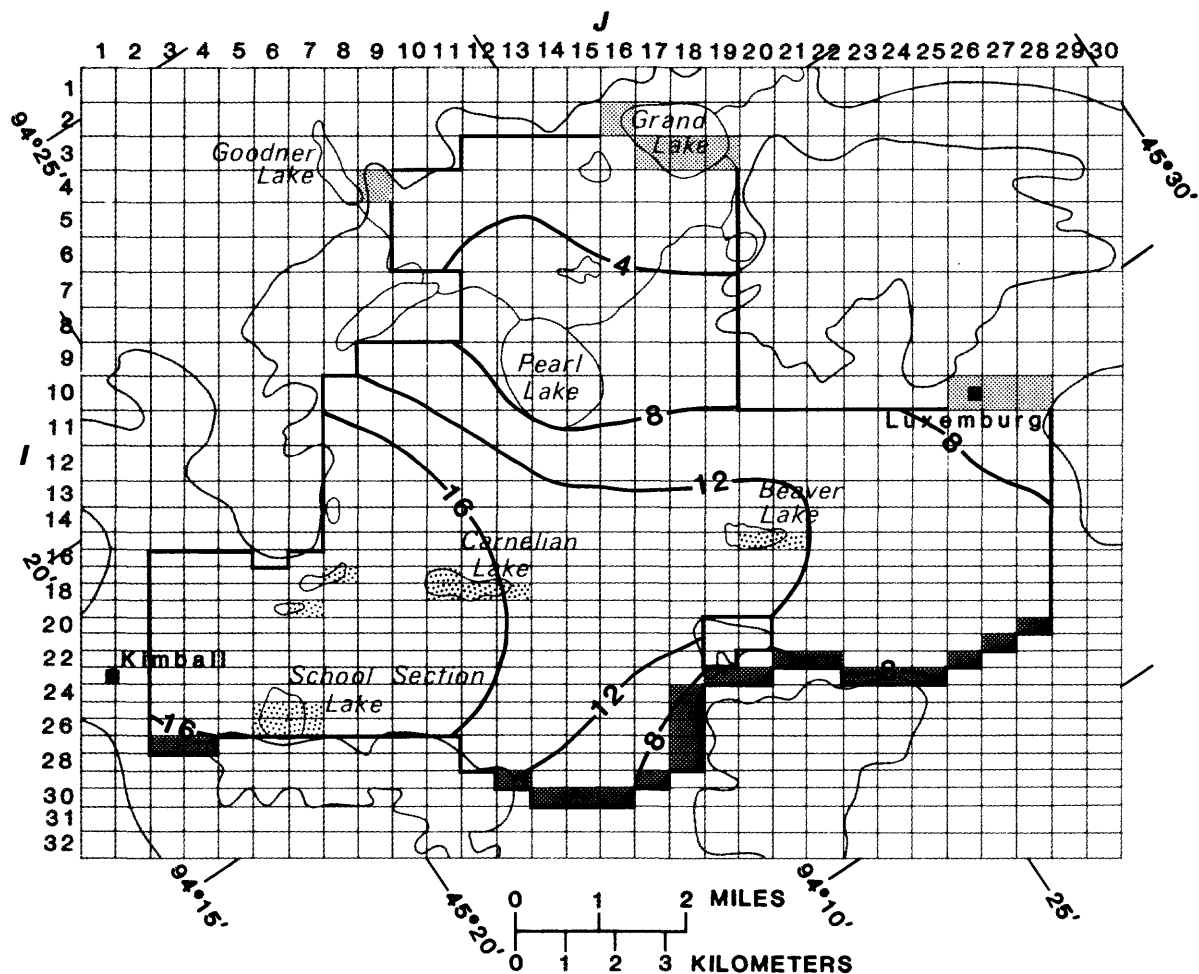 J
1 2 3 4 5 6 7 8 9 10 11 12 13 14 15 16 17 18 19 20 21 22 23 24 25 26 27 28 29 30
1
2
3
4
5
6
7
8
9
10
11
12
13
14
16
18
20
22
24
26
28
30
31
32
I
94°25'
45°30'
20'
Goodner
Lake
Grand
Lake
4
Pearl
Lake
8
Luxemburg
8
12
Beaver
Lake
16
Carnelian
Lake
Kimball
School Section
Lake
16
12
8
8
94°15'
45°20'
94°10'
25'
0 1 2 MILES
0 1 2 3 KILOMETERS